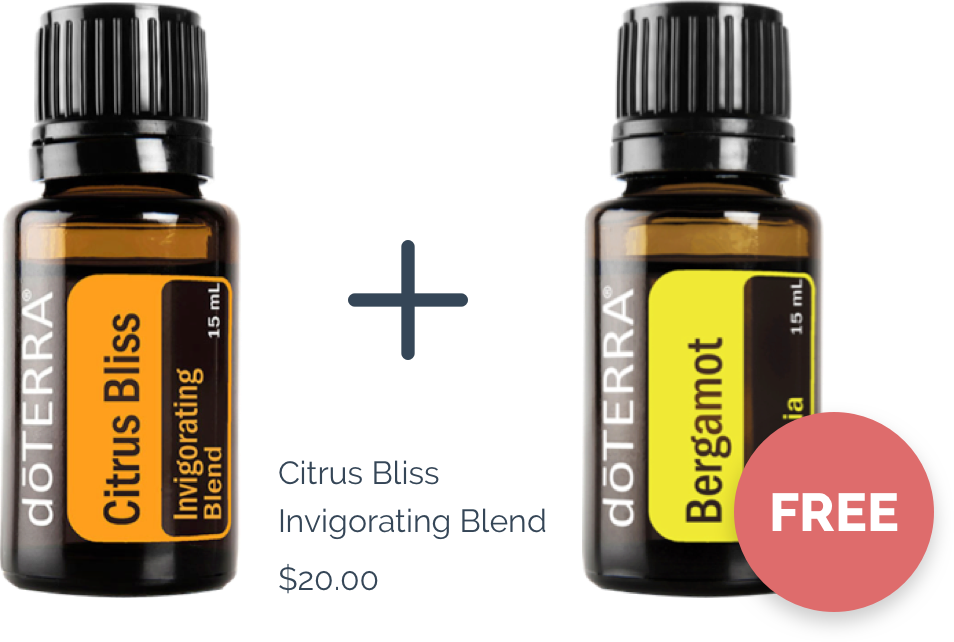 dōTERRA®
Citrus Bliss
Invigorating
Blend
15 mL
Citrus Bliss
Invigorating Blend
$20.00
dōTERRA®
Bergamot
15 mL
FREE